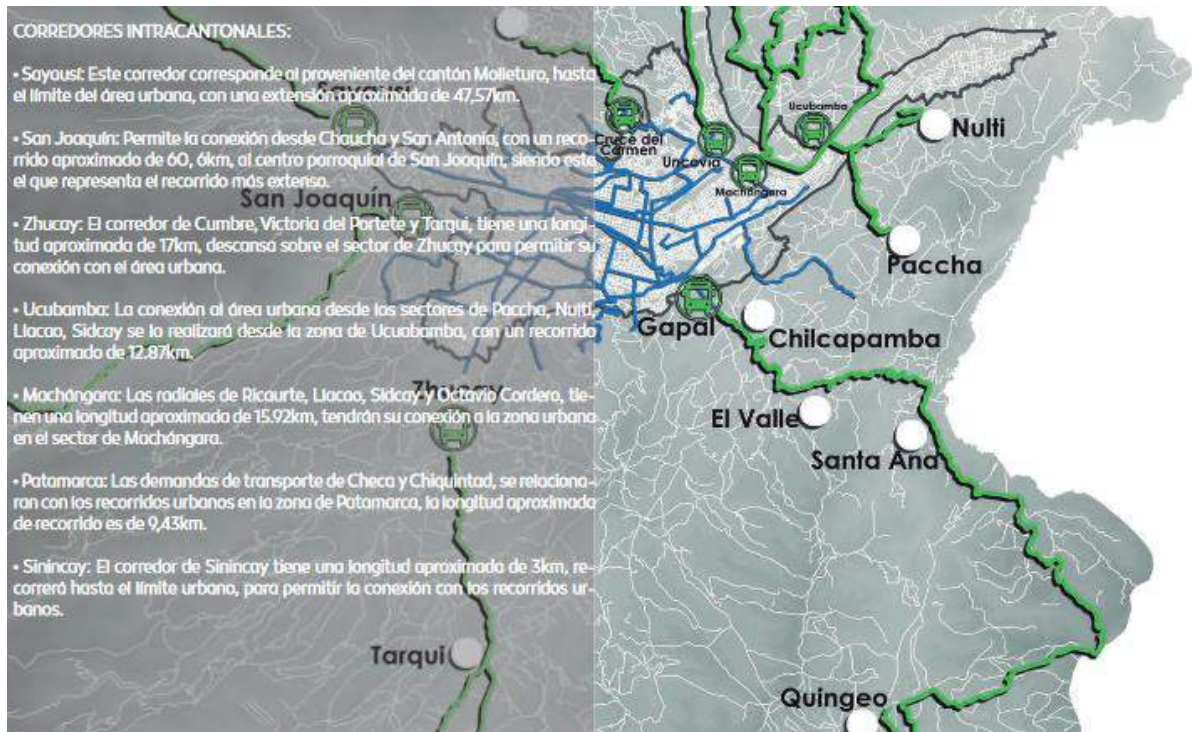 CORREDORES INTRACANTONALES:
• Sayausí: Este corredor corresponde al proveniente del cantón Molleturo, hasta
el límite del área urbana, con una extensión aproximada de 47,57km.
• San Joaquín: Permite la conexión desde Chaucha y San Antonia, con un reco-
rrido aproximado de 60, 6km, al centro parroquial de San Joaquín, siendo este
el que representa el recorrido más extenso.
• Zhucay: El corredor de Cumbre, Victoria del Portete y Tarqui, tiene una longi-
tud aproximada de 17km, descansa sobre el sector de Zhucay para permitir su
conexión con el área urbana.
• Ucubamba: La conexión al área urbana desde los sectores de Paccha, Nulti,
Llacao, Sidcay se lo realizará desde la zona de Ucuabamba, con un recorrido
aproximado de 12.87km.
• Machángara: Las radiales de Ricaurte, Llacao, Sidcay y Octavio Cordero, tie-
nen una longitud aproximada de 15.92km, tendrán su conexión a la zona urbana
en el sector de Machángara.
• Patamarca: Las demandas de transporte de Checa y Chiquintad, se relaciona-
ran con los recorridos urbanos en la zona de Patamarca, la longitud aproximada
de recorrido es de 9,43km.
• Sinincay: El corredor de Sinincay tiene una longitud aproximada de 3km, re-
correrá hasta el límite urbano, para permitir la conexión con los recorridos ur-
banos.
Sayausi
San Joaquín
Zhucay
Tarqui
Cruce del
Carmen
Uncovia
Machángara
Ucubamba
Nulti
Paccha
Gapal
Chilcapamba
El Valle
Santa Ana
Quingeo